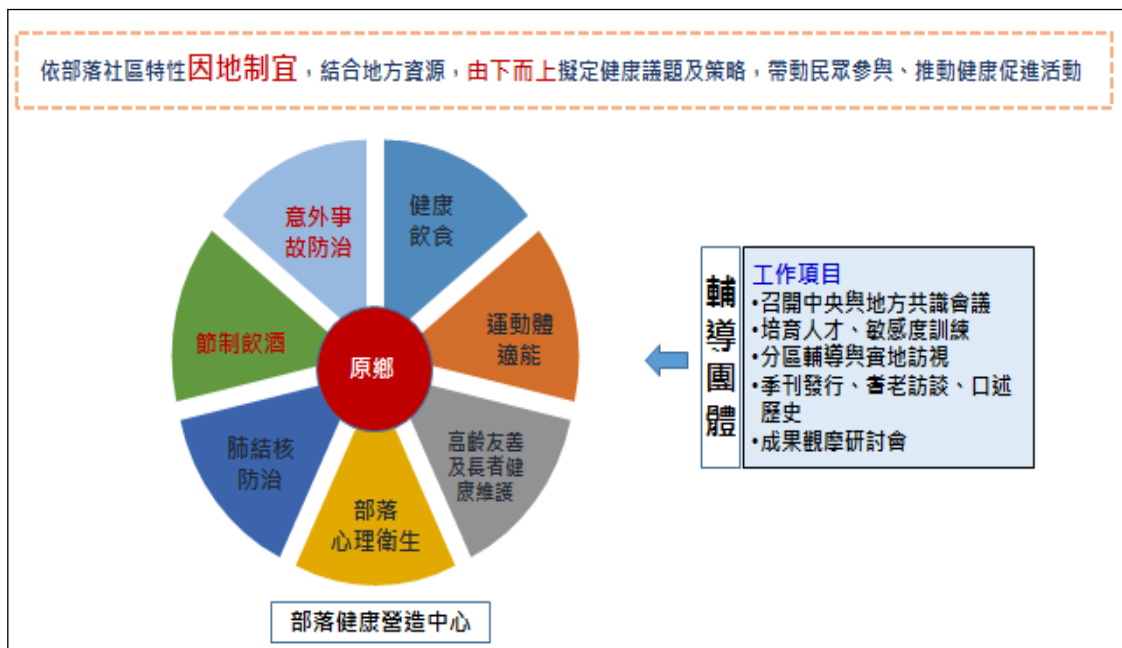 依部落社區特性因地制宜，結合地方資源，由下而上擬定健康議題及策略，帶動民眾參與、推動健康促進活動
意外事
故防治
健康
飲食
節制飲酒
原鄉
運動體
適能
肺結核
防治
部落
心理衛生
高齡友善
及長者健
康維護
部落健康營造中心
輔導團體
工作項目
•召開中央與地方共識會議
•培育人才、敏感度訓練
•分區輔導與實地訪視
•季刊發行、耆老訪談、口述
歷史
•成果觀摩研討會